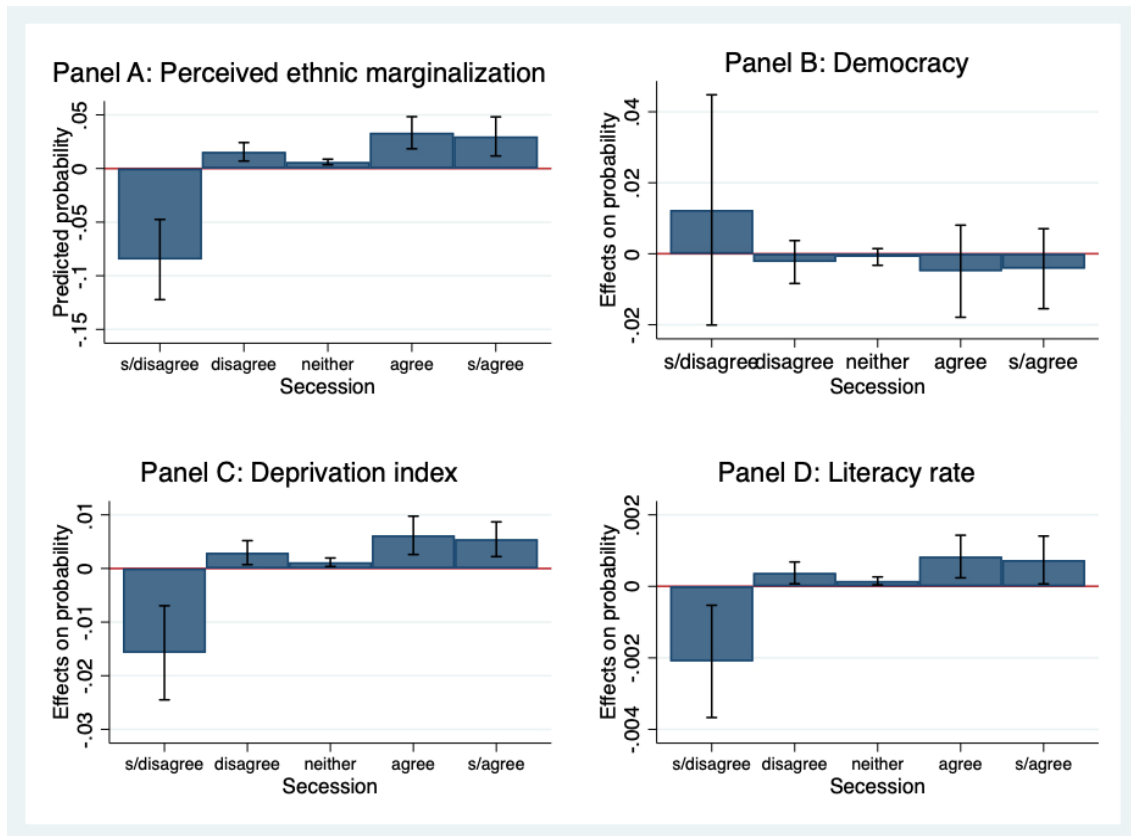 Panel A: Perceived ethnic marginalization
Predicted probability
.05
0
-.05
-.1
-.15
s/disagree disagree neither agree s/agree
Secession
Panel B: Democracy
Effects on probability
.04
.02
0
-.02
s/disagree disagree neither agree s/agree
Secession
Panel C: Deprivation index
Effects on probability
.01
0
-.01
-.02
-.03
s/disagree disagree neither agree s/agree
Secession
Panel D: Literacy rate
Effects on probability
.002
0
-.002
-.004
s/disagree disagree neither agree s/agree
Secession